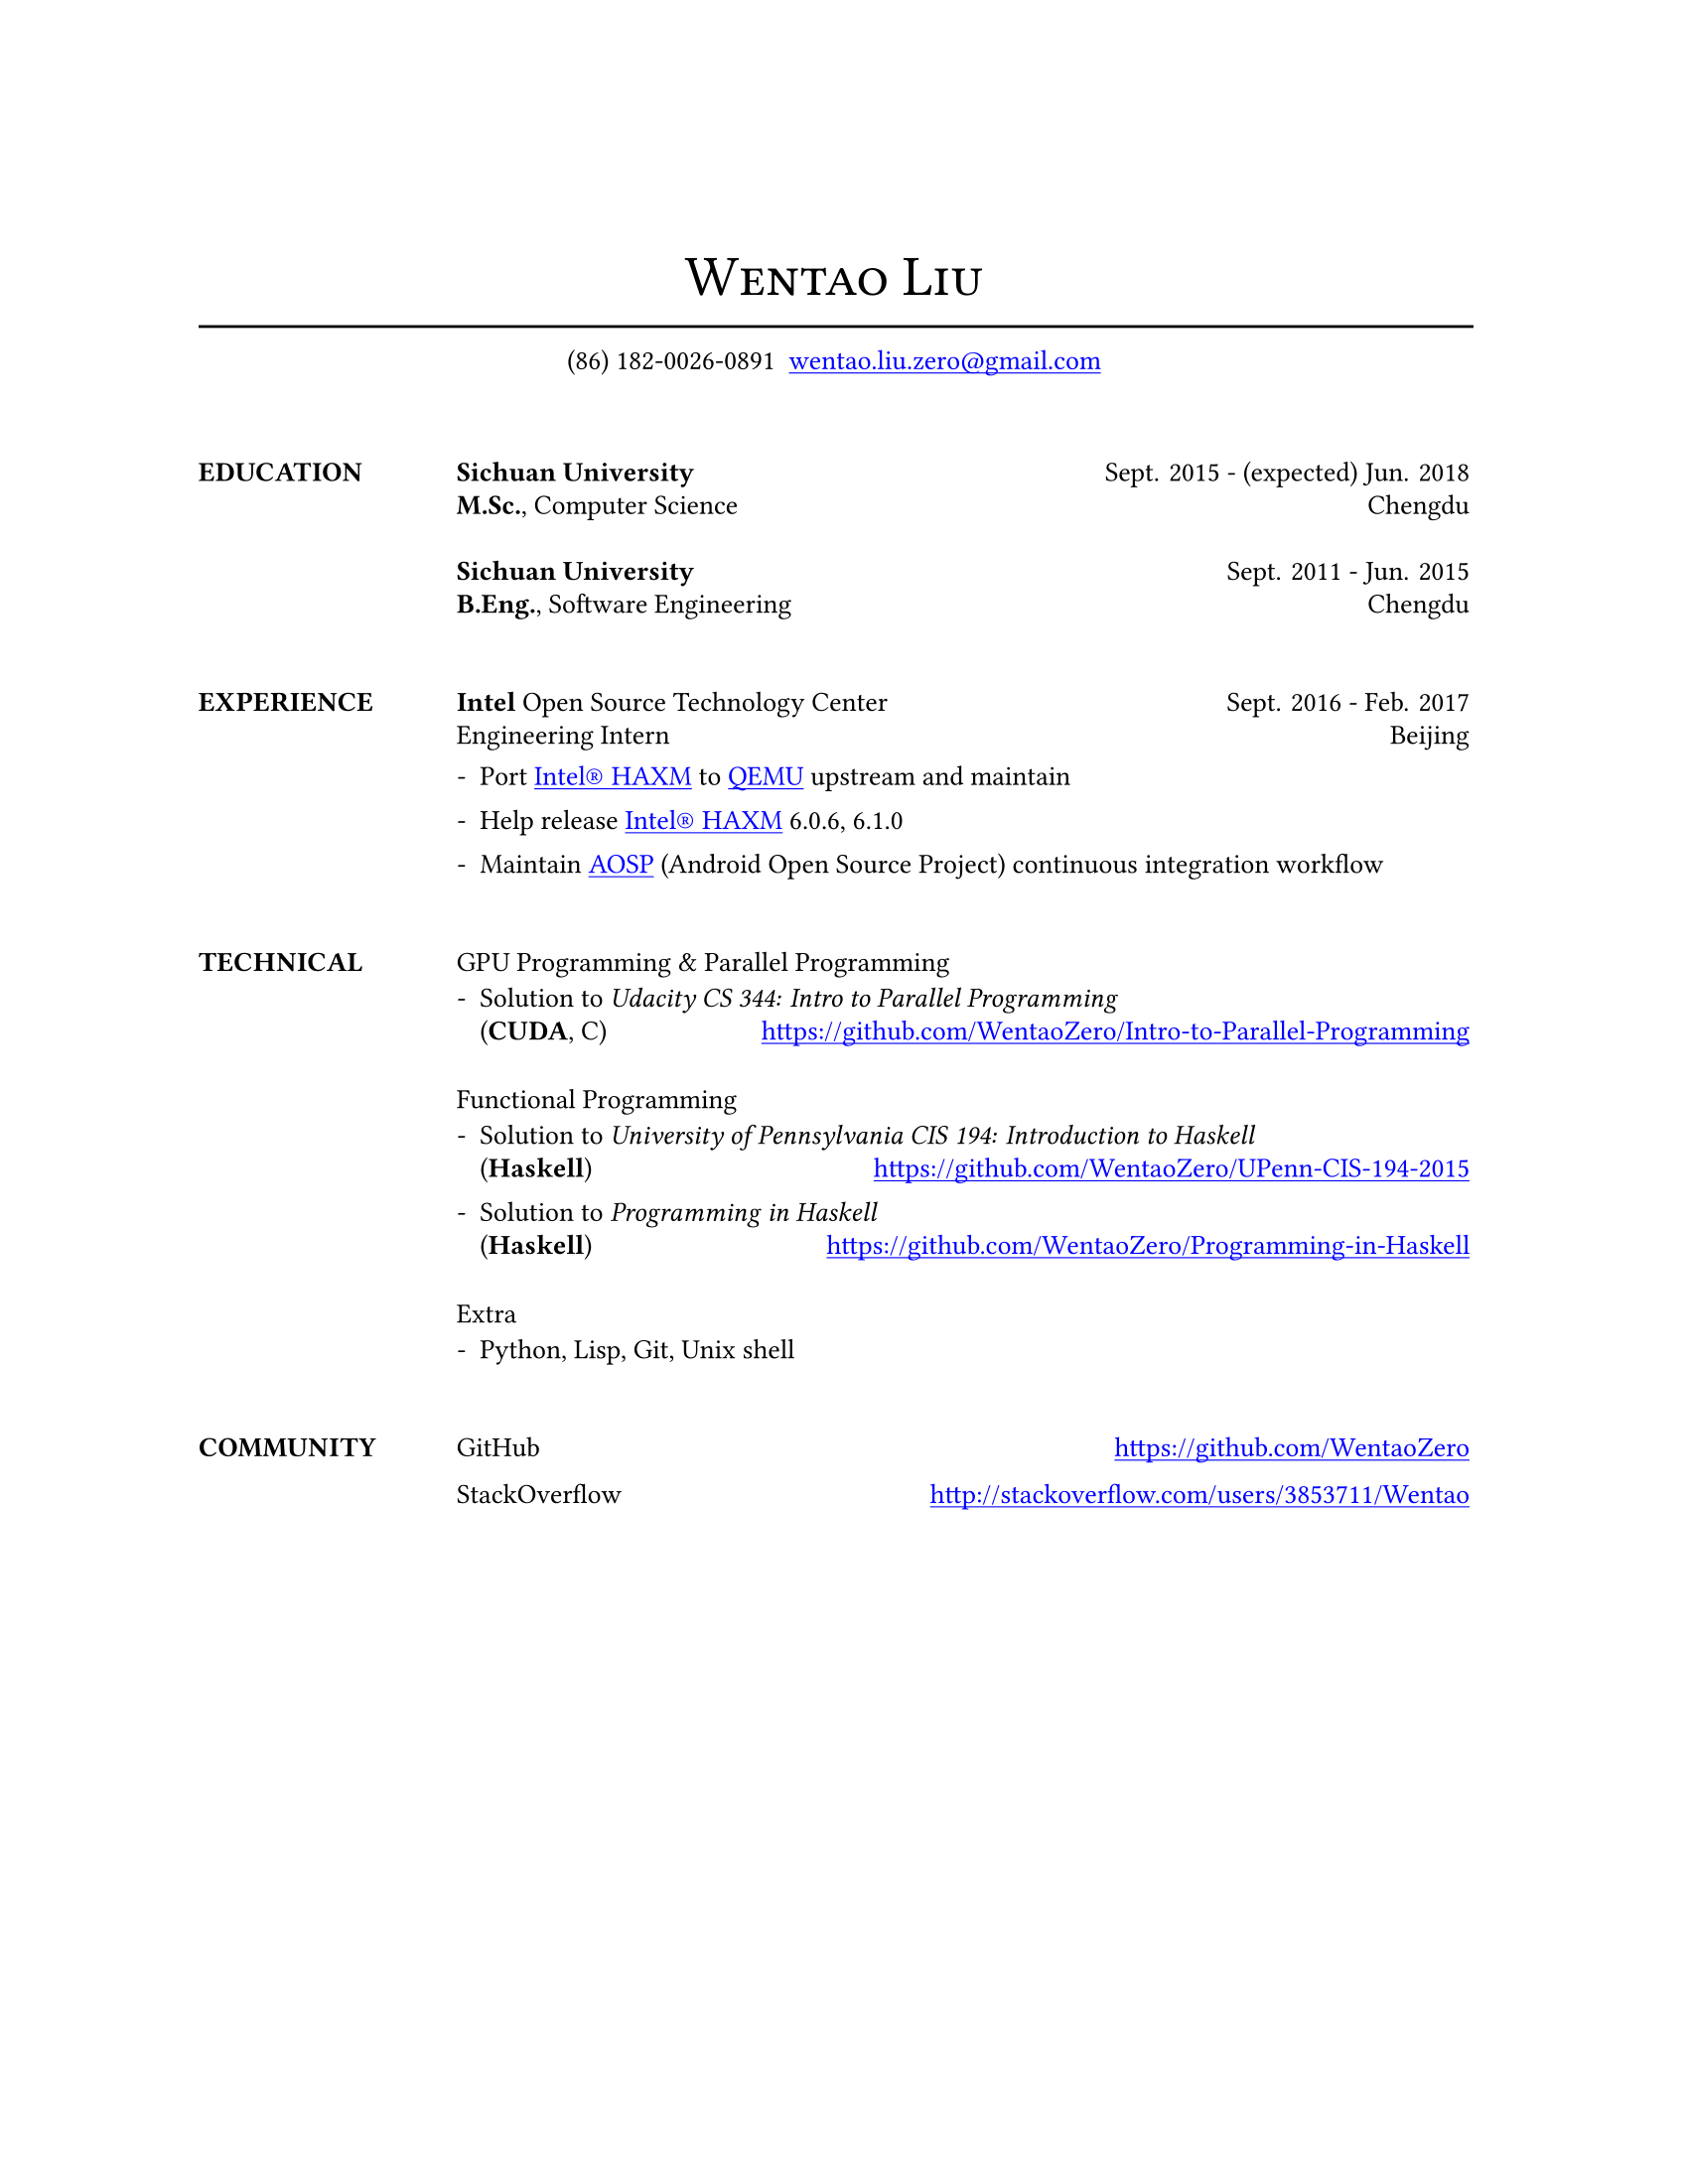 Wentao Liu
(86) 182-0026-0891 wentao.liu.zero@gmail.com
EDUCATION Sichuan University Sept. 2015 - (expected) Jun. 2018
M.Sc., Computer Science Chengdu
Sichuan University Sept. 2011 - Jun. 2015
B.Eng., Software Engineering Chengdu
EXPERIENCE Intel Open Source Technology Center Sept. 2016 - Feb. 2017
Engineering Intern Beijing
- Port Intel® HAXM to QEMU upstream and maintain
- Help release Intel® HAXM 6.0.6, 6.1.0
- Maintain AOSP (Android Open Source Project) continuous integration workflow
TECHNICAL GPU Programming & Parallel Programming
- Solution to Udacity CS 344: Intro to Parallel Programming
(CUDA, C) https://github.com/WentaoZero/Intro-to-Parallel-Programming
Functional Programming
- Solution to University of Pennsylvania CIS 194: Introduction to Haskell
(Haskell) https://github.com/WentaoZero/UPenn-CIS-194-2015
- Solution to Programming in Haskell
(Haskell) https://github.com/WentaoZero/Programming-in-Haskell
Extra
- Python, Lisp, Git, Unix shell
COMMUNITY GitHub https://github.com/WentaoZero
StackOverflow http://stackoverflow.com/users/3853711/Wentao